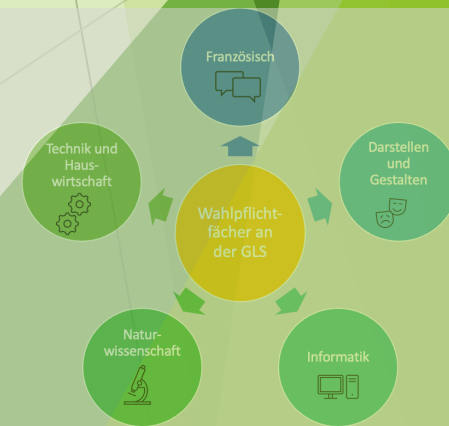 Französisch
Technik und
Haus-
wirtschaft
Darstellen
und
Gestalten
Wahlpflicht-
fächer an
der GLS
Natur-
wissenschaft
Informatik